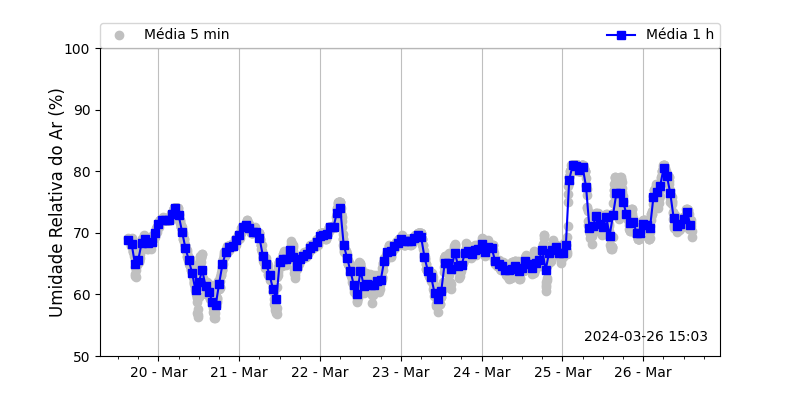 Média 5 min
Média 1 h
Umidade Relativa do Ar (%)
100
90
80
70
60
50
2024-03-26 15:03
20 - Mar
21 - Mar
22 - Mar
23 - Mar
24 - Mar
25 - Mar
26 - Mar